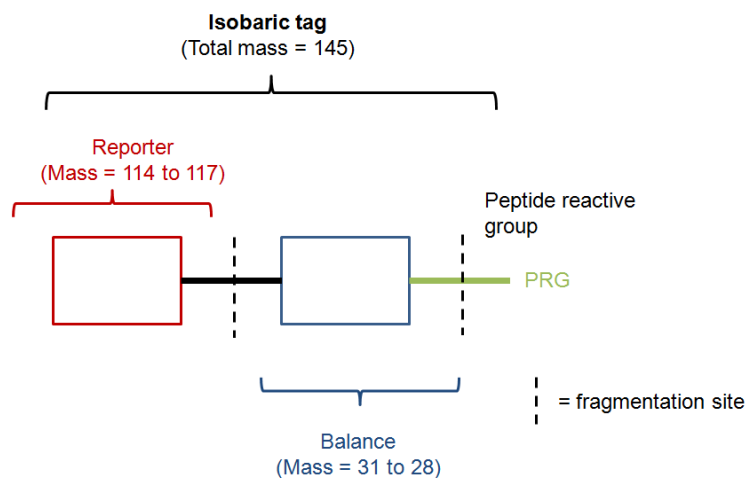 Isobaric tag
(Total mass = 145)
Reporter
(Mass = 114 to 117)
Peptide reactive
group
PRG
= fragmentation site
Balance
(Mass = 31 to 28)